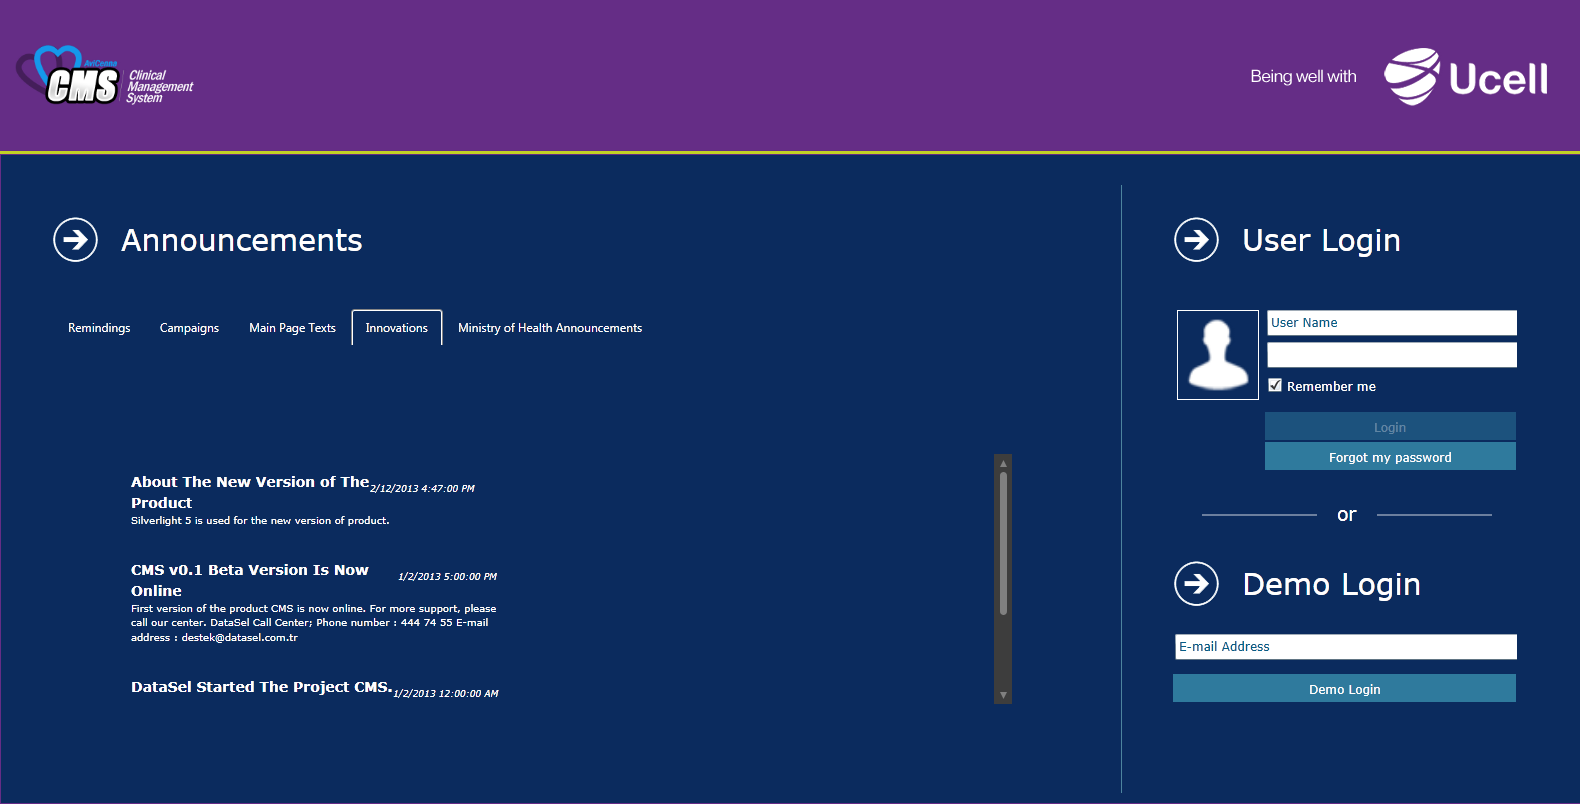 AviCenna
CMS
Clinical
Management
System
Being well with
Ucell
Announcements
Remindings
Campaigns
Main Page Texts
Innovations
Ministry of Health Announcements
About The New Version of The
Product
2/12/2013 4:47:00 PM
Silverlight 5 is used for the new version of product.
CMS v0.1 Beta Version Is Now
Online
1/2/2013 5:00:00 PM
First version of the product CMS is now online. For more support, please
call our center. DataSel Call Center; Phone number : 444 74 55 E-mail
address : destek@datasel.com.tr
DataSel Started The Project CMS.
1/2/2013 12:00:00 AM
User Login
User Name
Remember me
Login
Forgot my password
or
Demo Login
E-mail Address
Demo Login